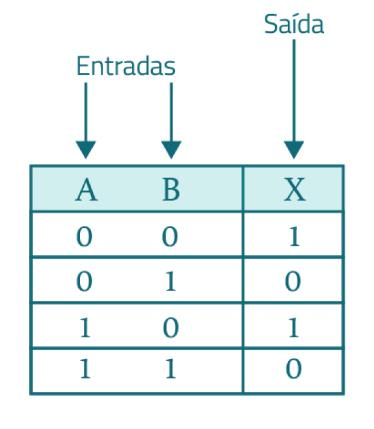 Saída
Entradas
A B X
0 0 1
0 1 0
1 0 1
1 1 0